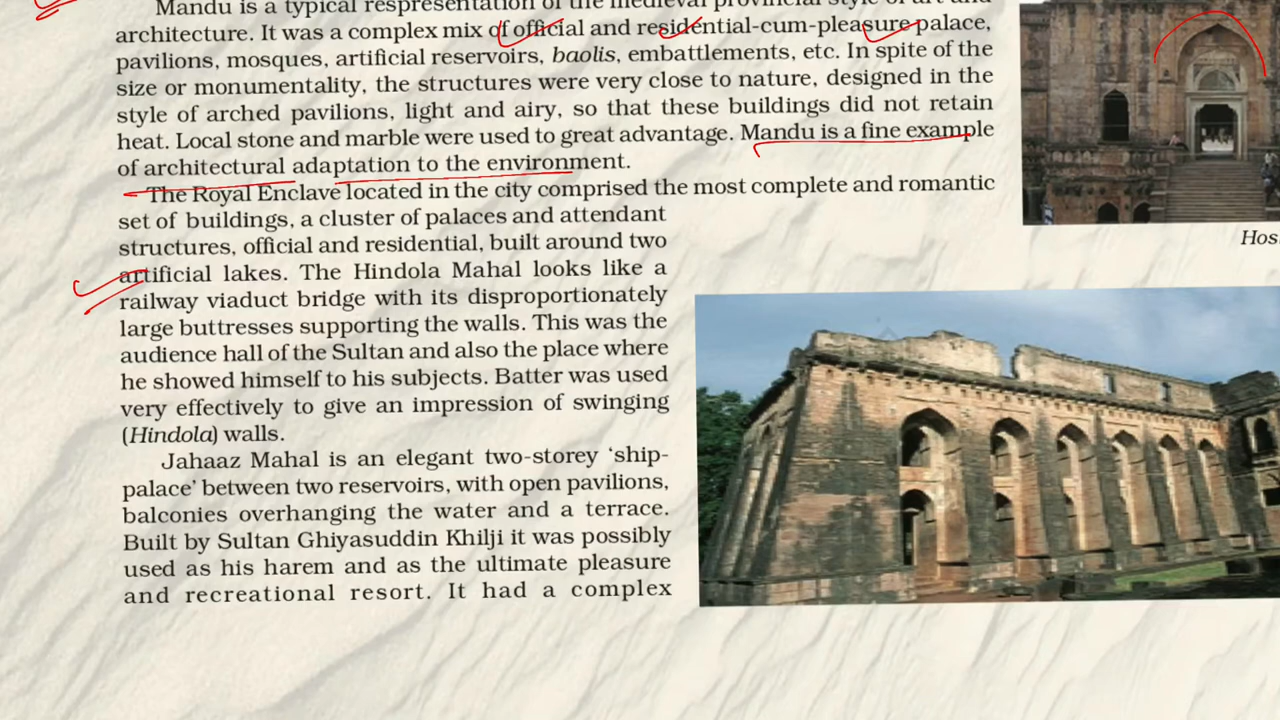 Mandu is a typical respresentation of the medieval provincial style of art and
architecture. It was a complex mix of official and residential-cum-pleasure palace,
pavilions, mosques, artificial reservoirs, baolis, embattlements, etc. In spite of the
size or monumentality, the structures were very close to nature, designed in the
style of arched pavilions, light and airy, so that these buildings did not retain
heat. Local stone and marble were used to great advantage. Mandu is a fine example
of architectural adaptation to the environment.
The Royal Enclave located in the city comprised the most complete and romantic
set of buildings, a cluster of palaces and attendant
structures, official and residential, built around two
artificial lakes. The Hindola Mahal looks like a
railway viaduct bridge with its disproportionately
large buttresses supporting the walls. This was the
audience hall of the Sultan and also the place where
he showed himself to his subjects. Batter was used
very effectively to give an impression of swinging
(Hindola) walls.
Jahaaz Mahal is an elegant two-storey ‘ship-
palace’ between two reservoirs, with open pavilions,
balconies overhanging the water and a terrace.
Built by Sultan Ghiyasuddin Khilji it was possibly
used as his harem and as the ultimate pleasure
and recreational resort. It had a complex
Hos